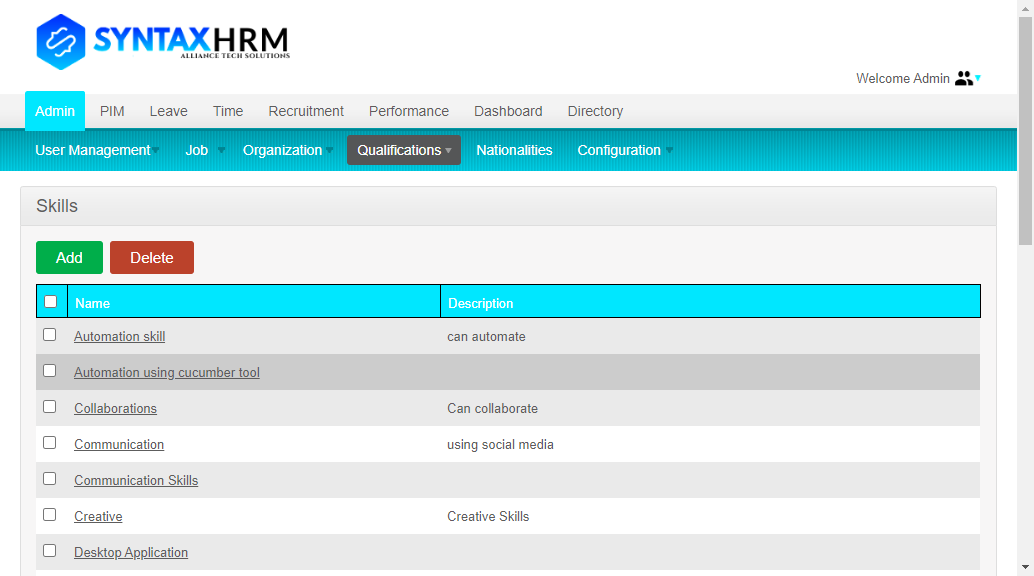 SYNTAXHRM
ALLIANCE TECH SOLUTIONS
Welcome Admin
Admin PIM Leave Time Recruitment Performance Dashboard Directory
User Management Job Organization Qualifications Nationalities Configuration
Skills
Add Delete
Name Description
Automation skill can automate
Automation using cucumber tool
Collaborations Can collaborate
Communication using social media
Communication Skills
Creative Creative Skills
Desktop Application